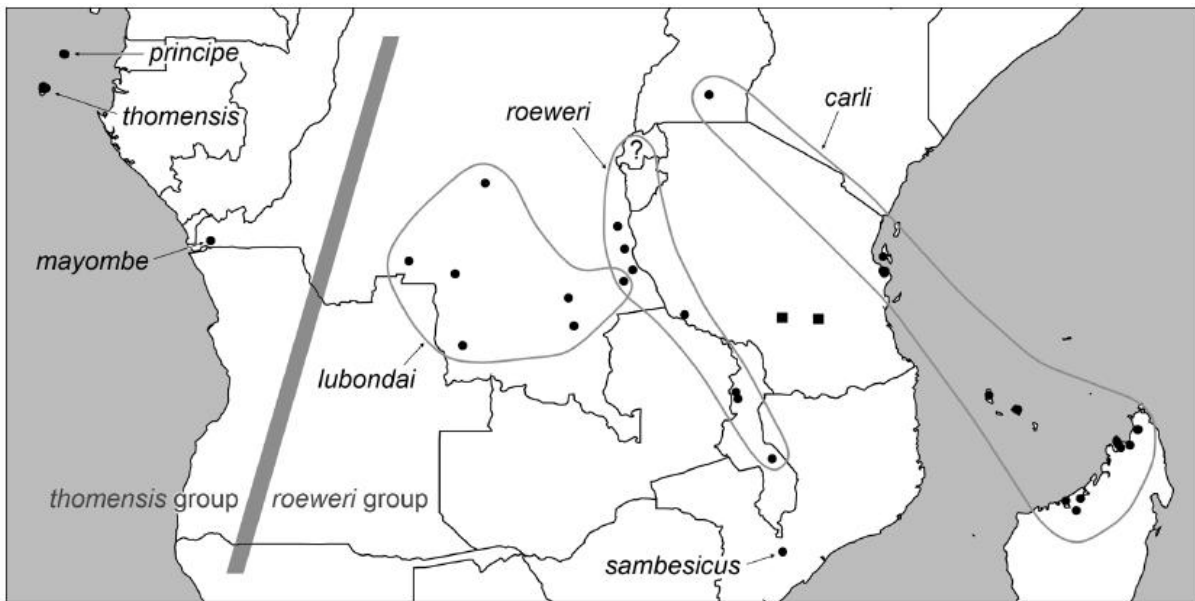 principe
thomensis
roeweri
carli
?
mayombe
lubondai
thomensis group
roeweri group
sambesicus